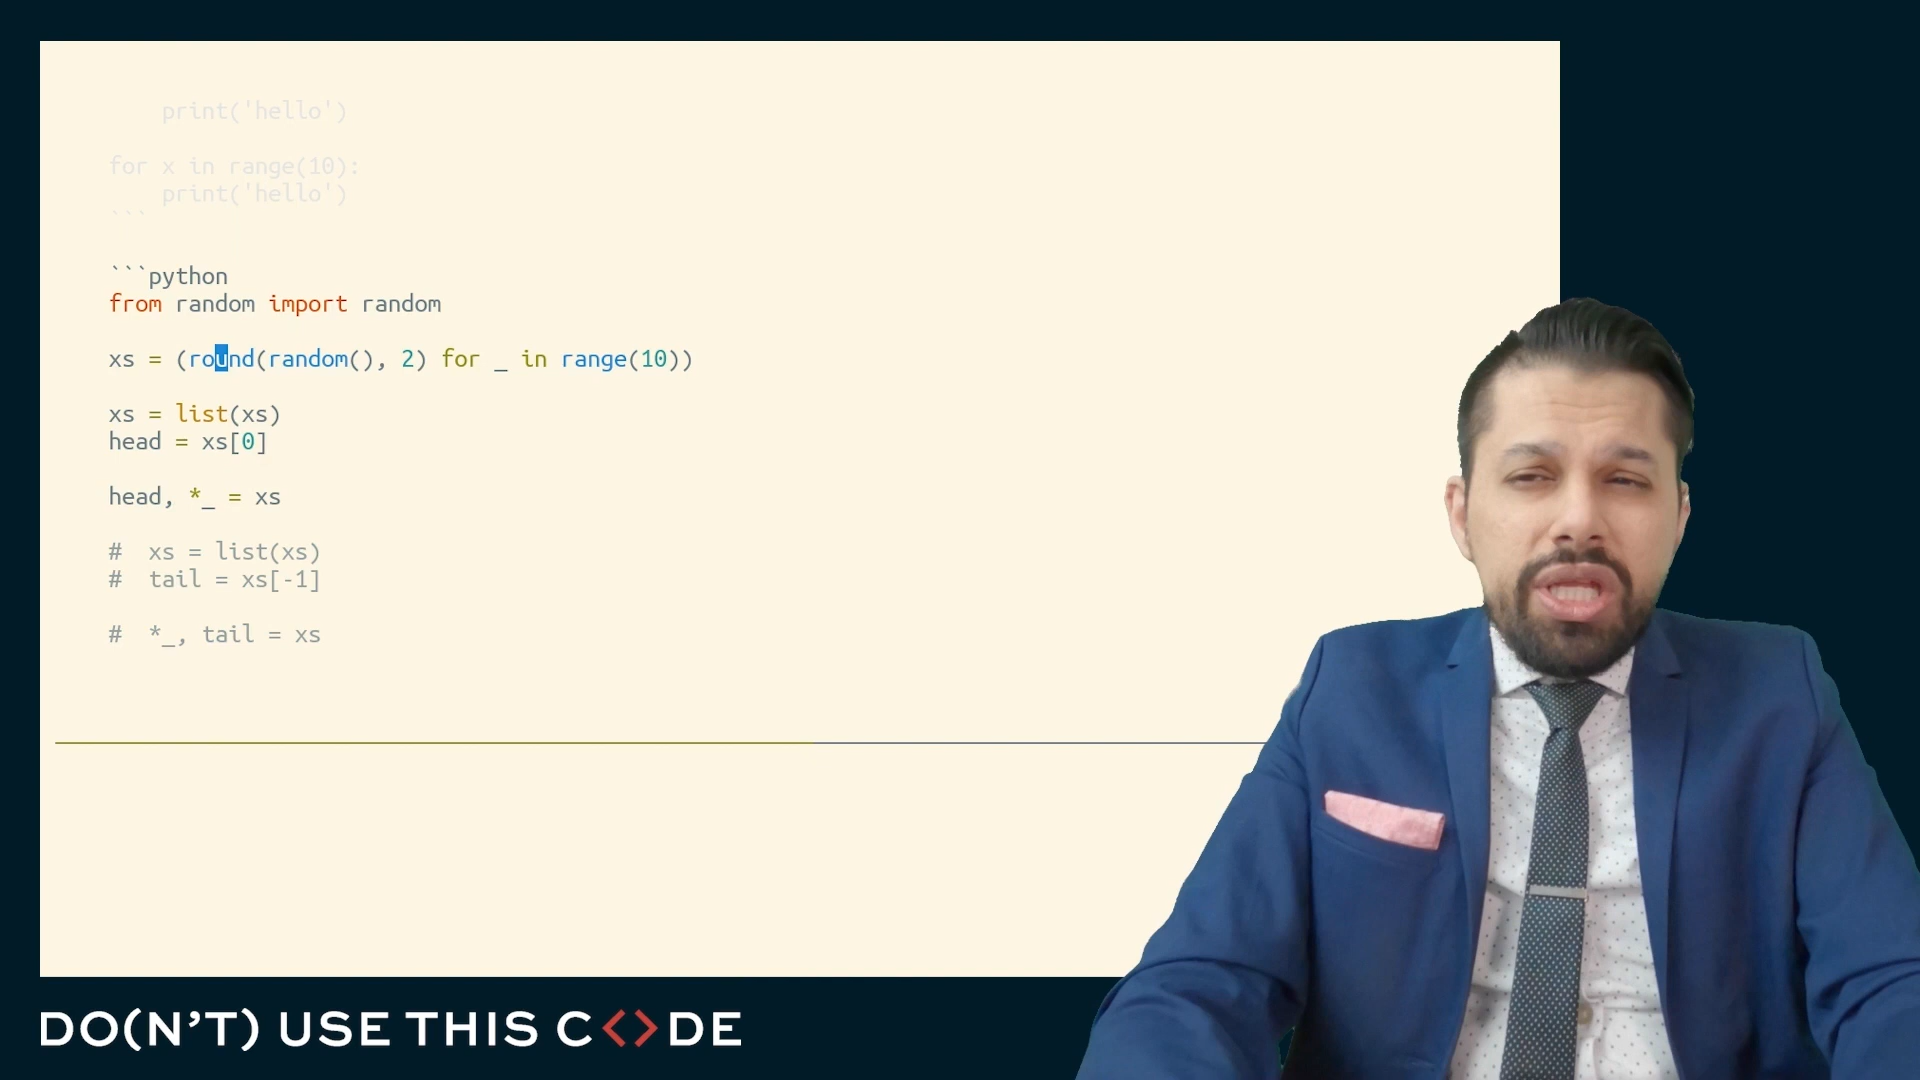 print('hello')
for x in range(10):
    print('hello')
```
```python
from random import random
xs = (round(random(), 2) for _ in range(10))
xs = list(xs)
head = xs[0]
head, *_ = xs
#  xs = list(xs)
#  tail = xs[-1]
#  *_, tail = xs
DO(N'T) USE THIS C<>DE